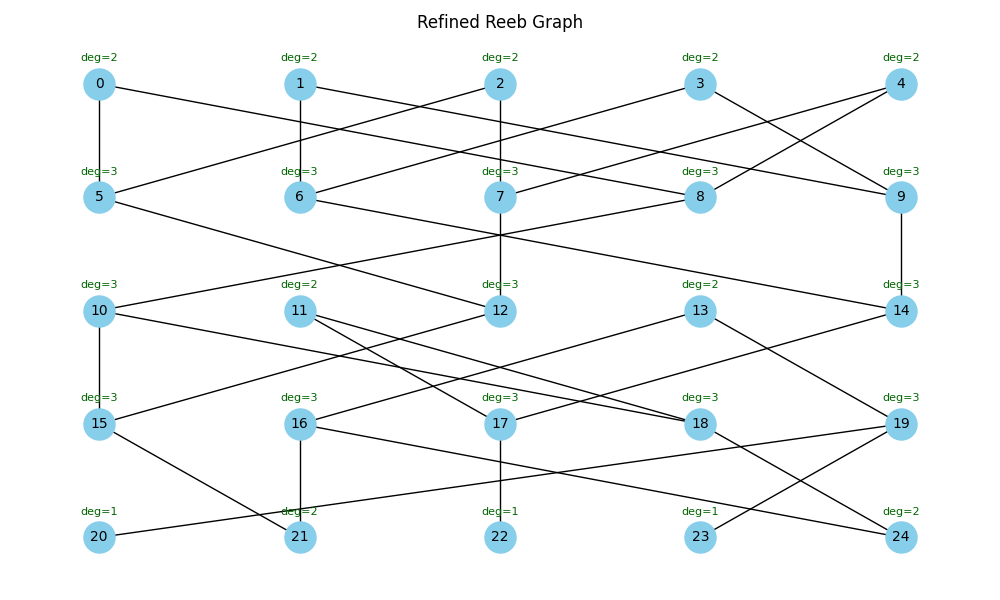 Refined Reeb Graph
deg=2 deg=2 deg=2 deg=2 deg=2
0 1 2 3 4
deg=3 deg=3 deg=3 deg=3 deg=3
5 6 7 8 9
deg=3 deg=2 deg=3 deg=2 deg=3
10 11 12 13 14
deg=3 deg=3 deg=3 deg=3 deg=3
15 16 17 18 19
deg=1 deg=2 deg=1 deg=1 deg=2
20 21 22 23 24